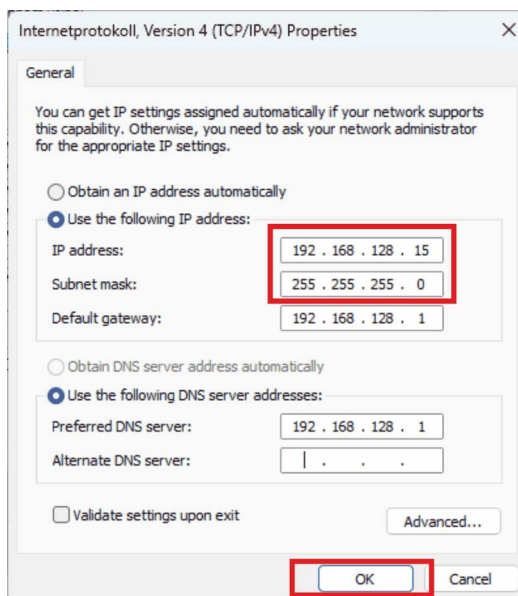 Internetprotokoll, Version 4 (TCP/IPv4) Properties
General
You can get IP settings assigned automatically if your network supports
this capability. Otherwise, you need to ask your network administrator
for the appropriate IP settings.
Obtain an IP address automatically
Use the following IP address:
IP address: 192 . 168 . 128 . 15
Subnet mask: 255 . 255 . 255 . 0
Default gateway: 192 . 168 . 128 . 1
Obtain DNS server address automatically
Use the following DNS server addresses:
Preferred DNS server: 192 . 168 . 128 . 1
Alternate DNS server: . . .
Validate settings upon exit
Advanced...
OK Cancel